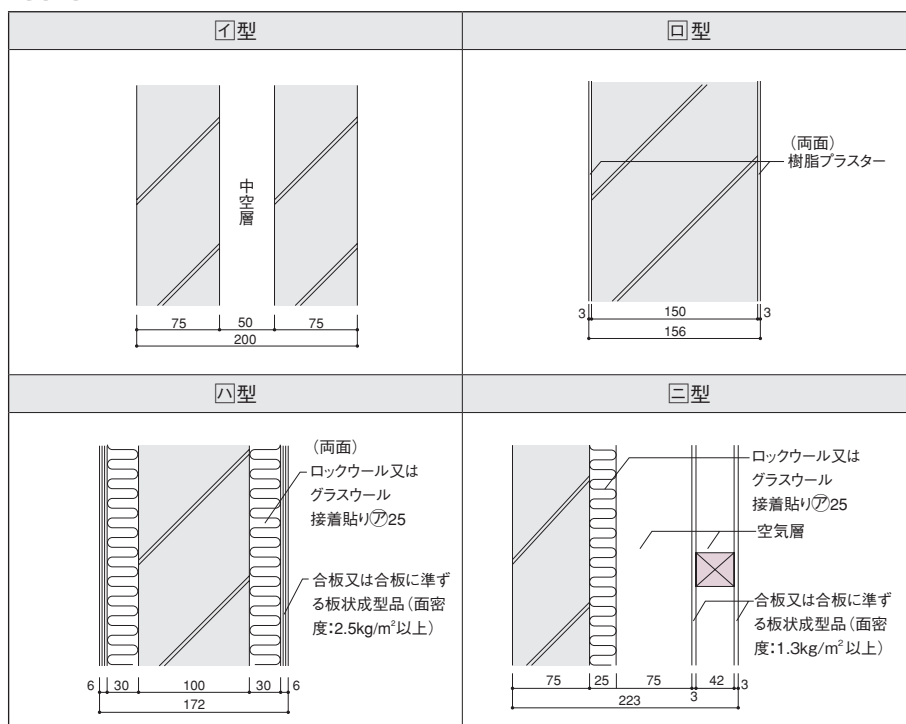 イ型
ロ型
中空層
75
50
75
200
(両面)
樹脂プラスター
3
150
3
156
ハ型
ニ型
(両面)
ロックウール又は
グラスウール
接着貼りア25
合板又は合板に準ず
る板状成型品(面密
度:2.5kg/m²以上)
6
30
100
30
6
172
ロックウール又は
グラスウール
接着貼りア25
空気層
合板又は合板に準ず
る板状成型品(面密
度:1.3kg/m²以上)
75
25
75
3
42
3
223